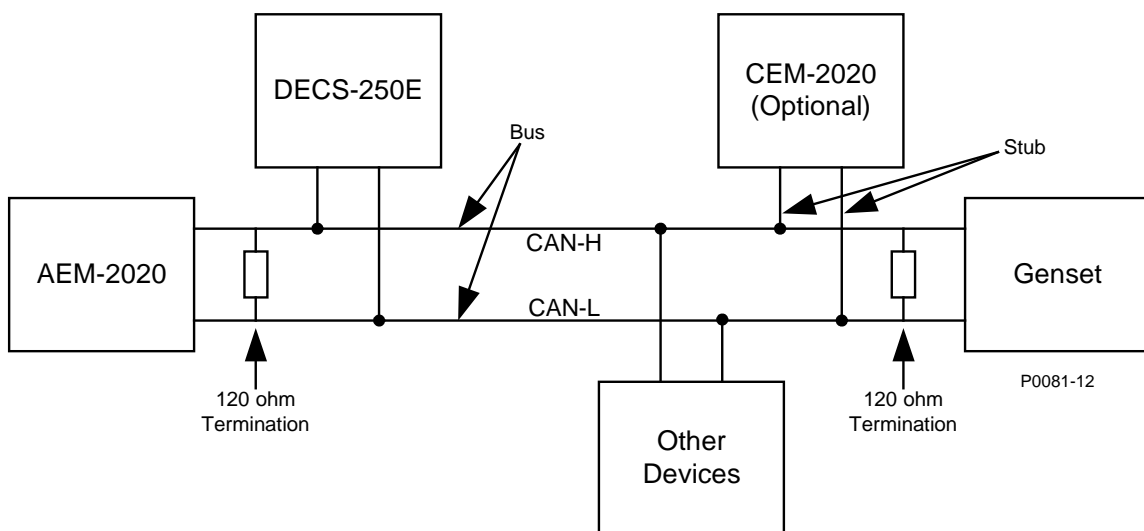 DECS-250E
CEM-2020
(Optional)
Bus
Stub
AEM-2020
CAN-H
CAN-L
Genset
P0081-12
120 ohm
Termination
120 ohm
Termination
Other
Devices